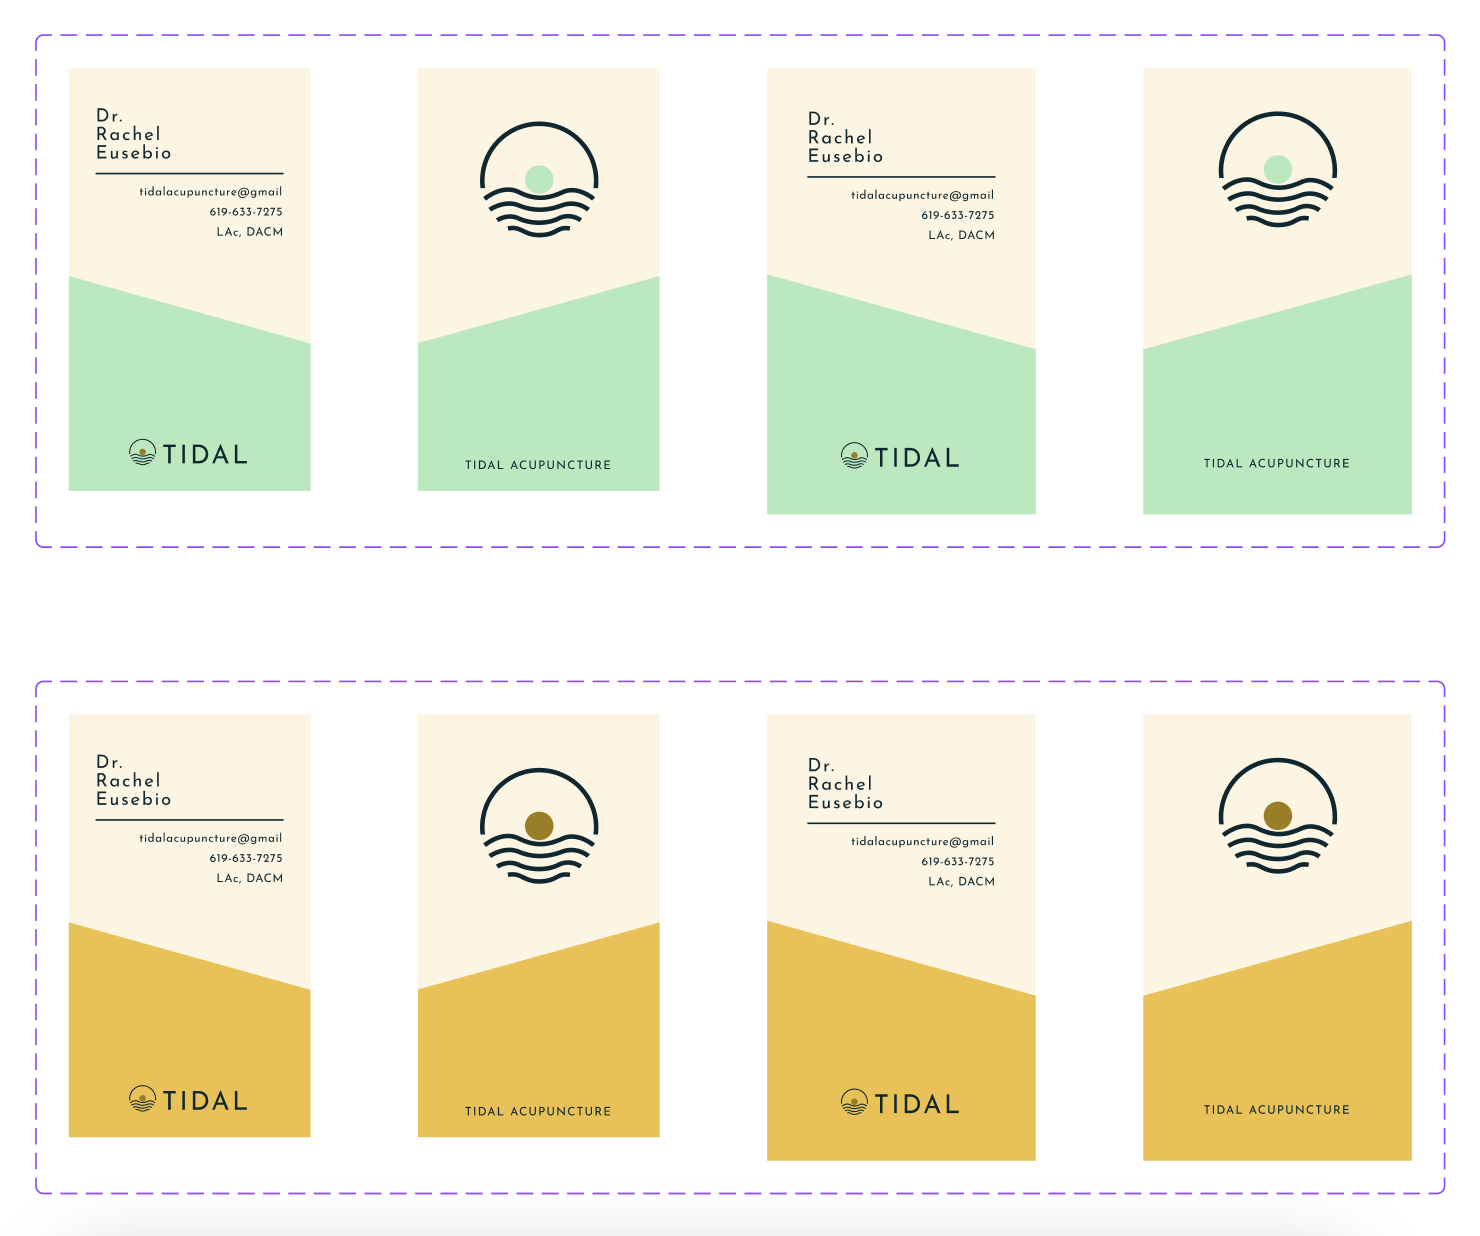 Dr.
Rachel
Eusebio
tidalacupuncture@gmail
619-633-7275
LAc, DACM
TIDAL
TIDAL ACUPUNCTURE
Dr.
Rachel
Eusebio
tidalacupuncture@gmail
619-633-7275
LAc, DACM
TIDAL
TIDAL ACUPUNCTURE
Dr.
Rachel
Eusebio
tidalacupuncture@gmail
619-633-7275
LAc, DACM
TIDAL
TIDAL ACUPUNCTURE
Dr.
Rachel
Eusebio
tidalacupuncture@gmail
619-633-7275
LAc, DACM
TIDAL
TIDAL ACUPUNCTURE